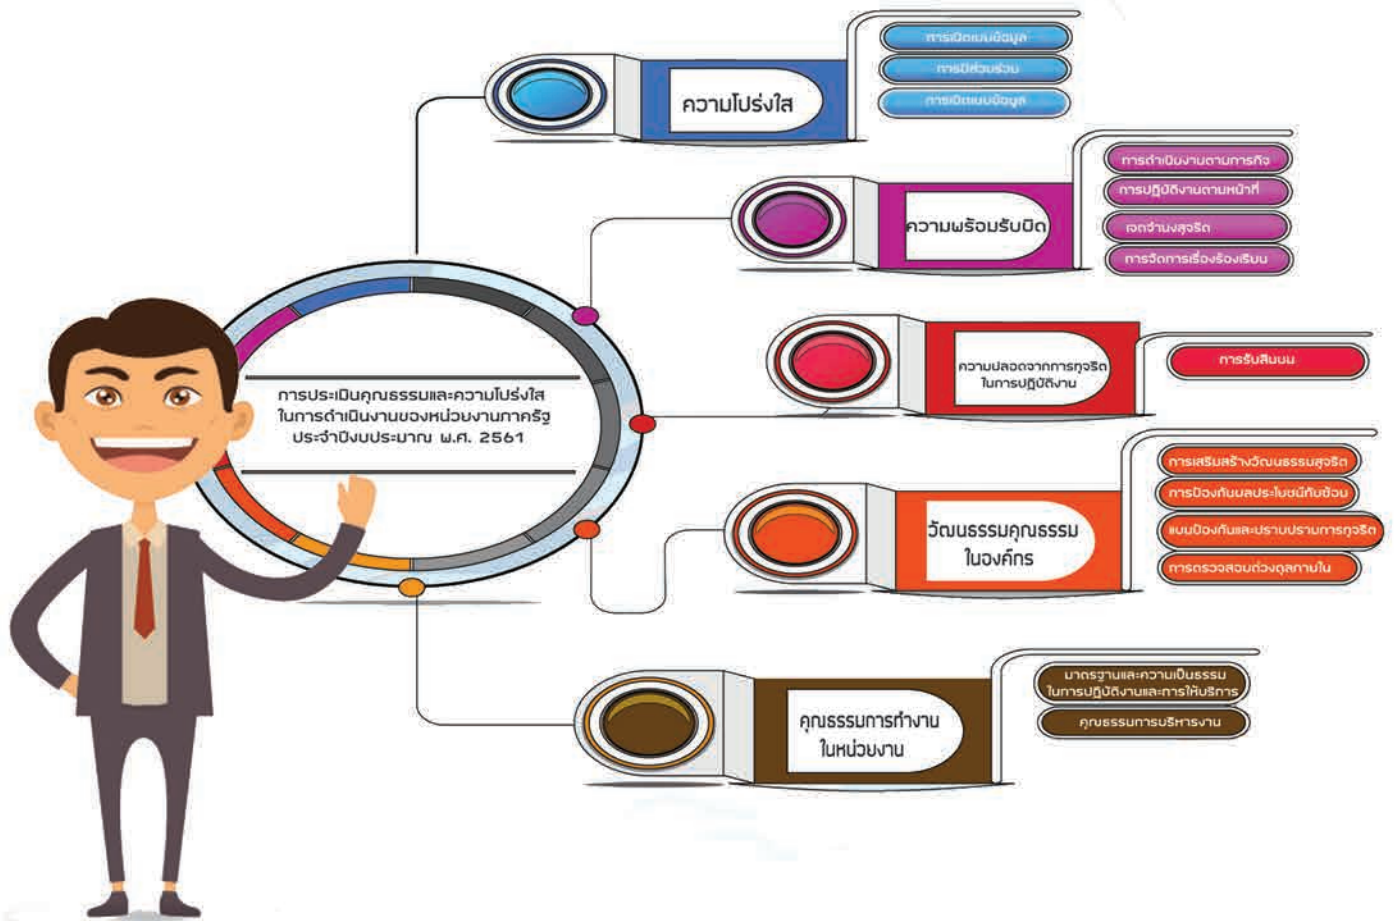 ความโปร่งใส
การเปิดเผยข้อมูล
การมีส่วนร่วม
การเปิดเผยข้อมูล
ความพร้อมรับผิด
การดำเนินงานตามภารกิจ
การปฏิบัติงานตามหน้าที่
เจตจำนงสุจริต
การจัดการเรื่องร้องเรียน
การประเมินคุณธรรมและความโปร่งใส
ในการดำเนินงานของหน่วยงานภาครัฐ
ประจำปีงบประมาณ พ.ศ. 2561
ความปลอดจากการทุจริต
ในการปฏิบัติงาน
การรับสินบน
วัฒนธรรมคุณธรรม
ในองค์กร
การเสริมสร้างวัฒนธรรมสุจริต
การป้องกันผลประโยชน์ทับซ้อน
แผนป้องกันและปราบปรามการทุจริต
การตรวจสอบถ่วงดุลภายใน
คุณธรรมการทำงาน
ในหน่วยงาน
มาตรฐานและความเป็นธรรม
ในการปฏิบัติงานและการให้บริการ
คุณธรรมการบริหารงาน